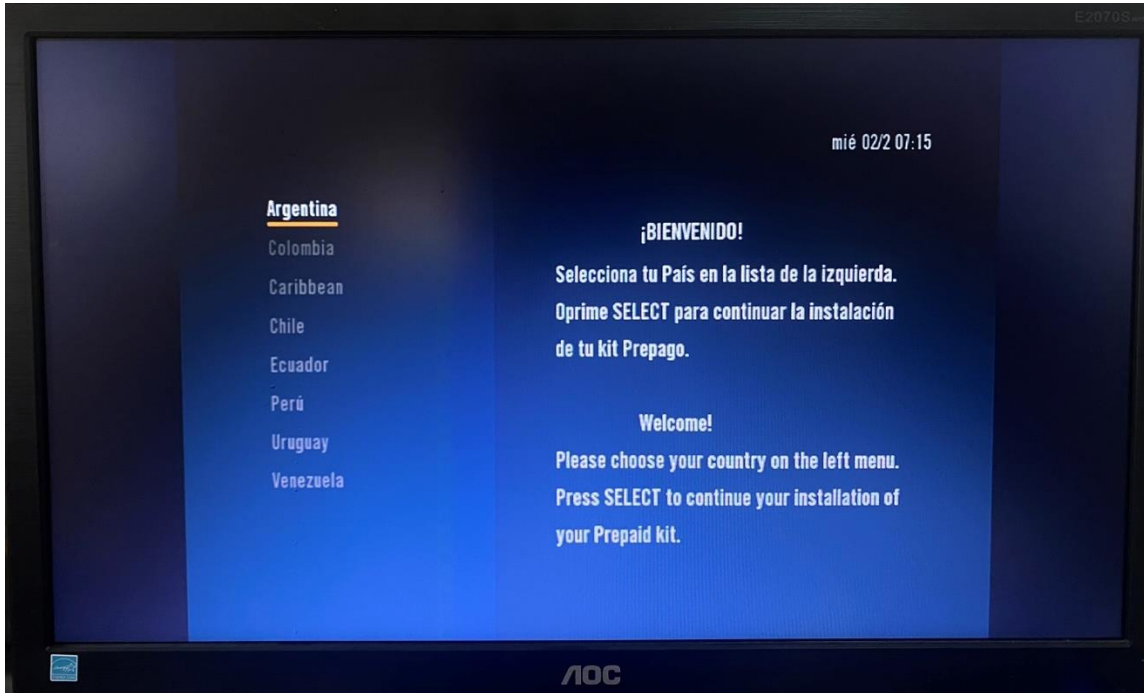 E2070S
mié 02/2 07:15
Argentina
Colombia
Caribbean
Chile
Ecuador
Perú
Uruguay
Venezuela
¡BIENVENIDO!
Selecciona tu País en la lista de la izquierda.
Oprime SELECT para continuar la instalación
de tu kit Prepago.
Welcome!
Please choose your country on the left menu.
Press SELECT to continue your installation of
your Prepaid kit.
AOC